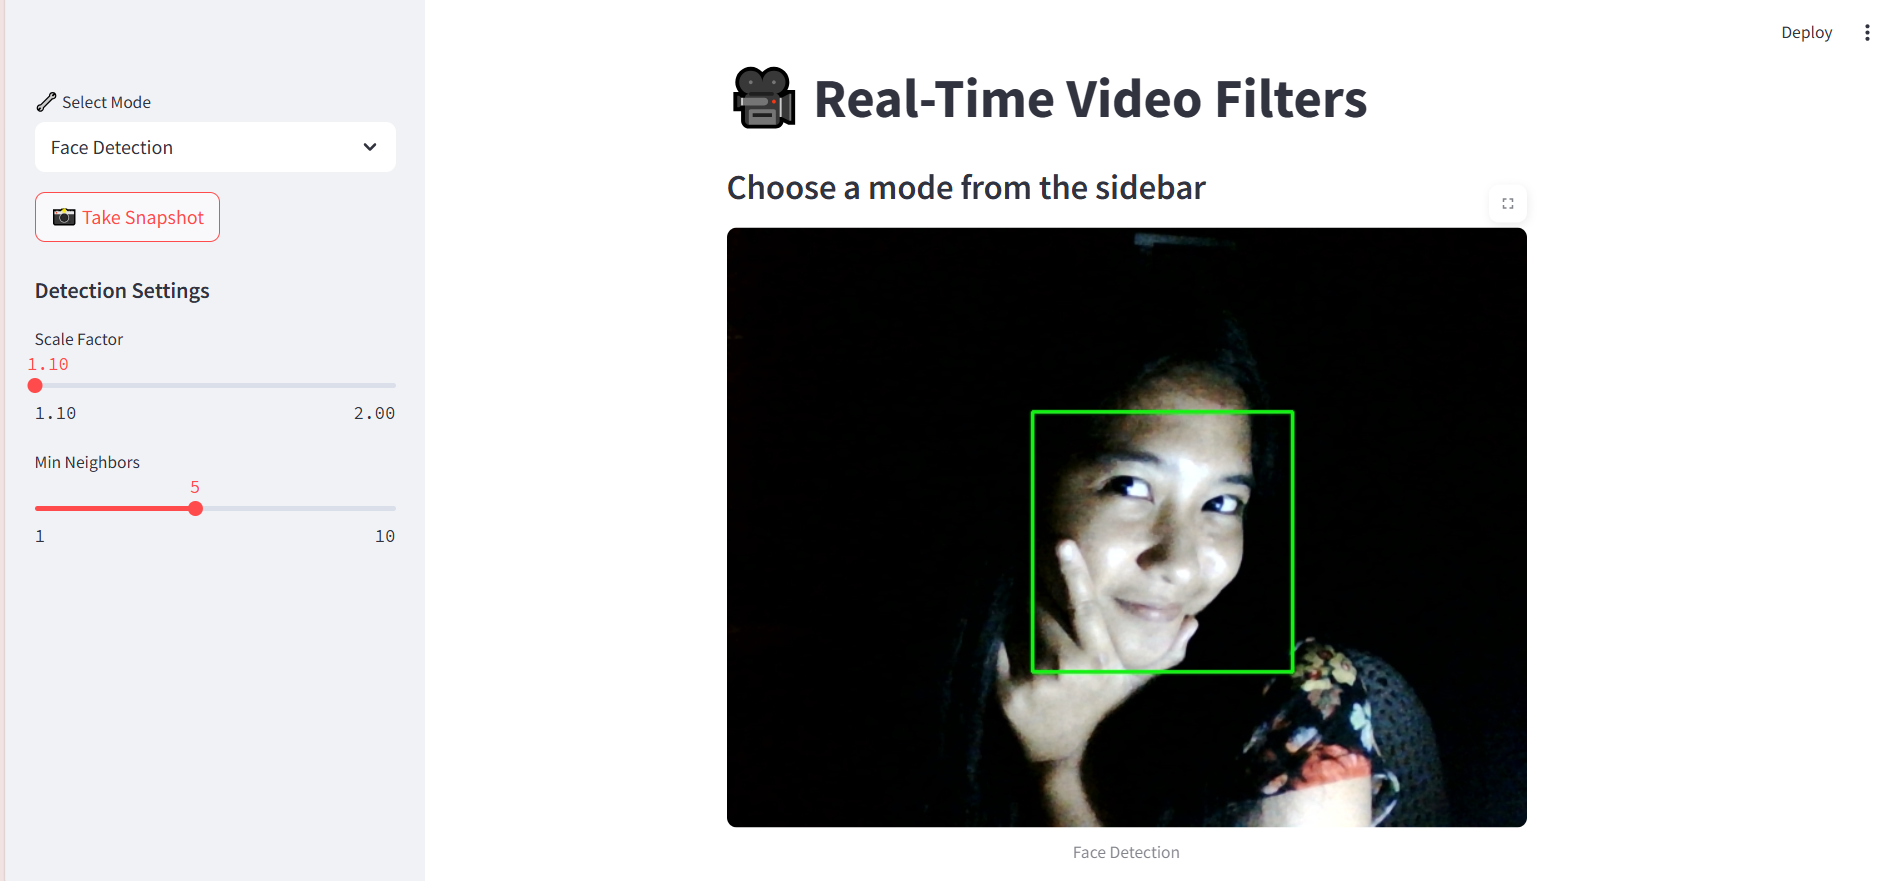 Deploy
Select Mode
Face Detection
Take Snapshot
Detection Settings
Scale Factor
1.10
1.10 2.00
Min Neighbors
5
1 10
Real-Time Video Filters
Choose a mode from the sidebar
Face Detection